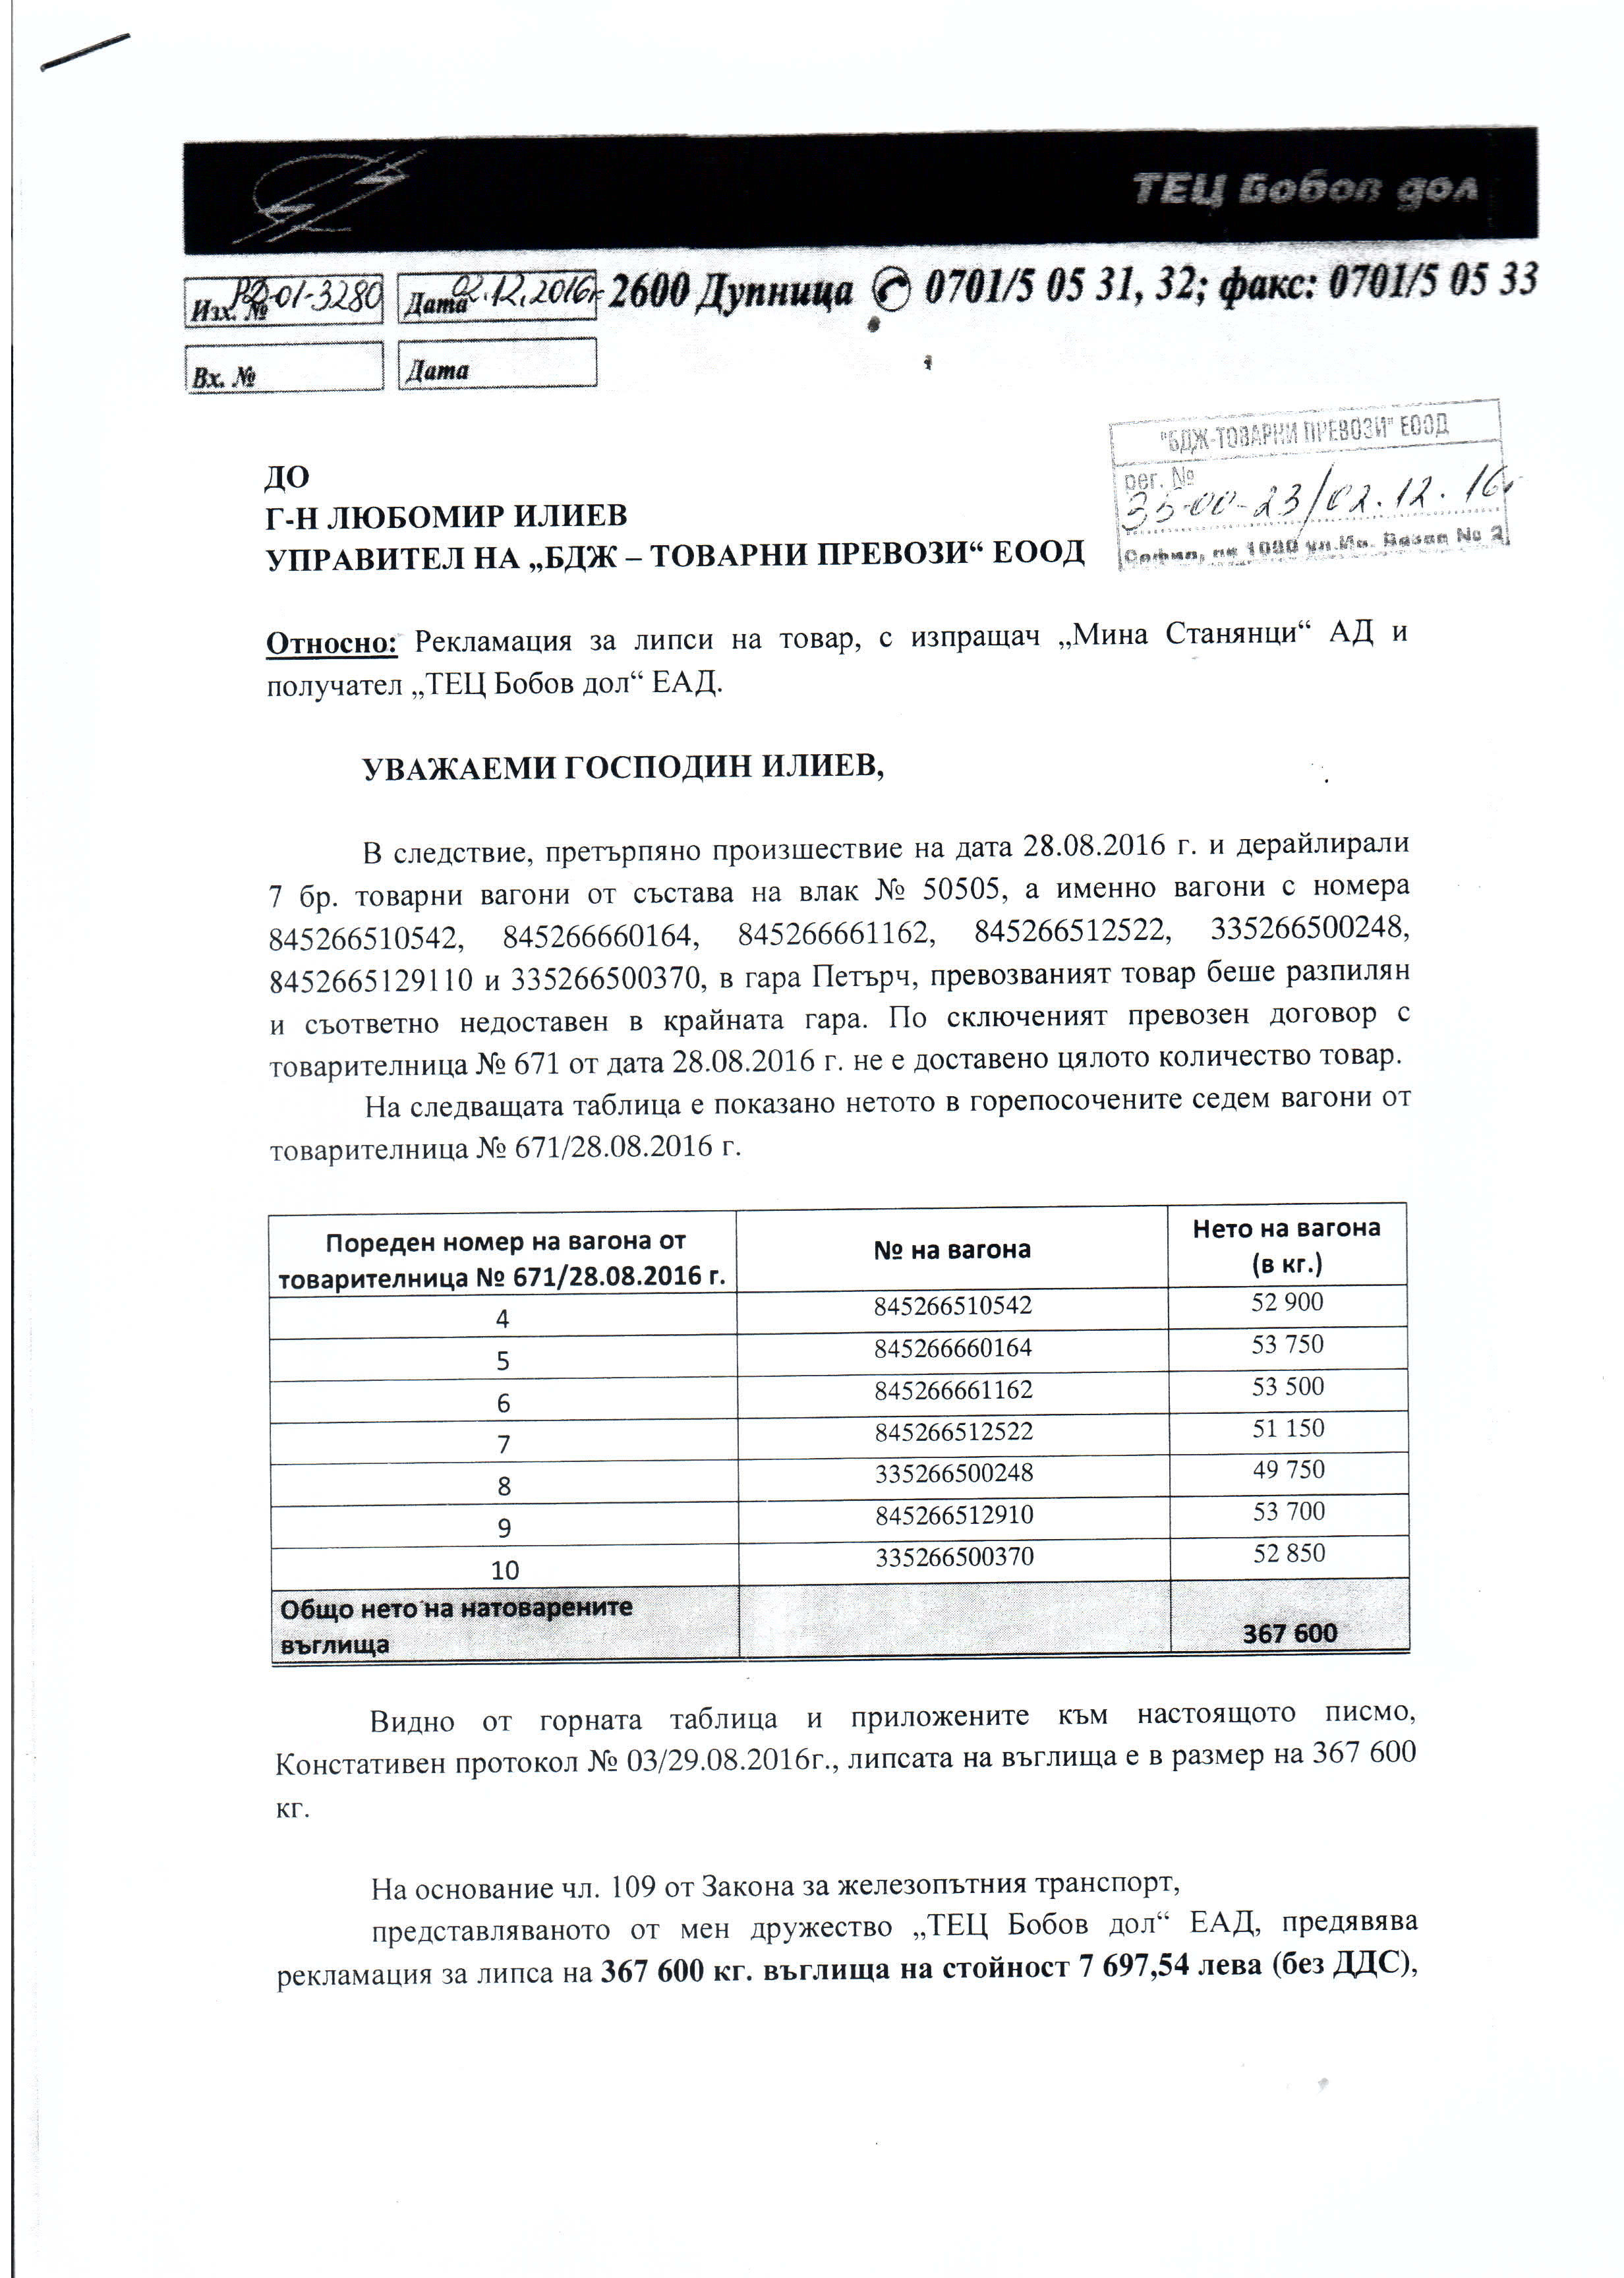 ТЕЦ Бобов дол
Изх. № РД-01-3280 Дата 02.12.2016г. 2600 Дупница 0701/5 05 31, 32; факс: 0701/5 05 33
Вх. № Дата
"БДЖ-ТОВАРНИ ПРЕВОЗИ" ЕООД
рег. №
35-00-23/02.12.16г.
София, пк 1080 ул.Ив. Вазов № 3
ДО
Г-Н ЛЮБОМИР ИЛИЕВ
УПРАВИТЕЛ НА „БДЖ – ТОВАРНИ ПРЕВОЗИ“ ЕООД
Относно: Рекламация за липси на товар, с изпращач „Мина Станянци“ АД и
получател „ТЕЦ Бобов дол“ ЕАД.
УВАЖАЕМИ ГОСПОДИН ИЛИЕВ,
В следствие, претърпяно произшествие на дата 28.08.2016 г. и дерайлирали
7 бр. товарни вагони от състава на влак № 50505, а именно вагони с номера
845266510542, 845266660164, 845266661162, 845266512522, 335266500248,
8452665129110 и 335266500370, в гара Петърч, превозваният товар беше разпилян
и съответно недоставен в крайната гара. По сключеният превозен договор с
товарителница № 671 от дата 28.08.2016 г. не е доставено цялото количество товар.
На следващата таблица е показано нетото в горепосочените седем вагони от
товарителница № 671/28.08.2016 г.
Пореден номер на вагона от
товарителница № 671/28.08.2016 г.
№ на вагона
Нето на вагона
(в кг.)
4 845266510542 52 900
5 845266660164 53 750
6 845266661162 53 500
7 845266512522 51 150
8 335266500248 49 750
9 845266512910 53 700
10 335266500370 52 850
Общо нето на натоварените
въглища 367 600
Видно от горната таблица и приложените към настоящото писмо,
Констативен протокол № 03/29.08.2016г., липсата на въглища е в размер на 367 600
кг.
На основание чл. 109 от Закона за железопътния транспорт,
представляваното от мен дружество „ТЕЦ Бобов дол“ ЕАД, предявява
рекламация за липса на 367 600 кг. въглища на стойност 7 697,54 лева (без ДДС),